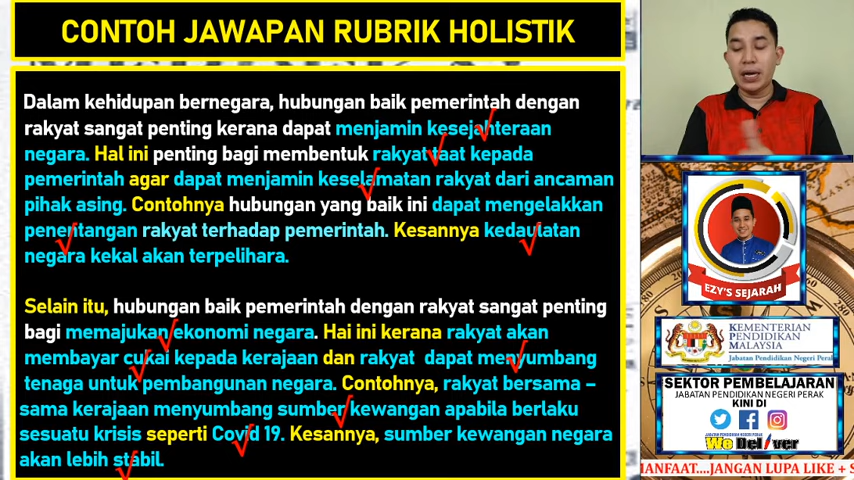 CONTOH JAWAPAN RUBRIK HOLISTIK
Dalam kehidupan bernegara, hubungan baik pemerintah dengan
rakyat sangat penting kerana dapat menjamin kesejahteraan
negara. Hal ini penting bagi membentuk rakyat taat kepada
pemerintah agar dapat menjamin keselamatan rakyat dari ancaman
pihak asing. Contohnya hubungan yang baik ini dapat mengelakkan
penentangan rakyat terhadap pemerintah. Kesannya kedaulatan
negara kekal akan terpelihara.
Selain itu, hubungan baik pemerintah dengan rakyat sangat penting
bagi memajukan ekonomi negara. Hai ini kerana rakyat akan
membayar cukai kepada kerajaan dan rakyat dapat menyumbang
tenaga untuk pembangunan negara. Contohnya, rakyat bersama –
sama kerajaan menyumbang sumber kewangan apabila berlaku
sesuatu krisis seperti Covid 19. Kesannya, sumber kewangan negara
akan lebih stabil.
EZY'S SEJARAH
KEMENTERIAN
PENDIDIKAN
MALAYSIA
Jabatan Pendidikan Negeri Perak
SEKTOR PEMBELAJARAN
JABATAN PENDIDIKAN NEGERI PERAK
KINI DI
We Deliver
MANFAAT....JANGAN LUPA LIKE + S